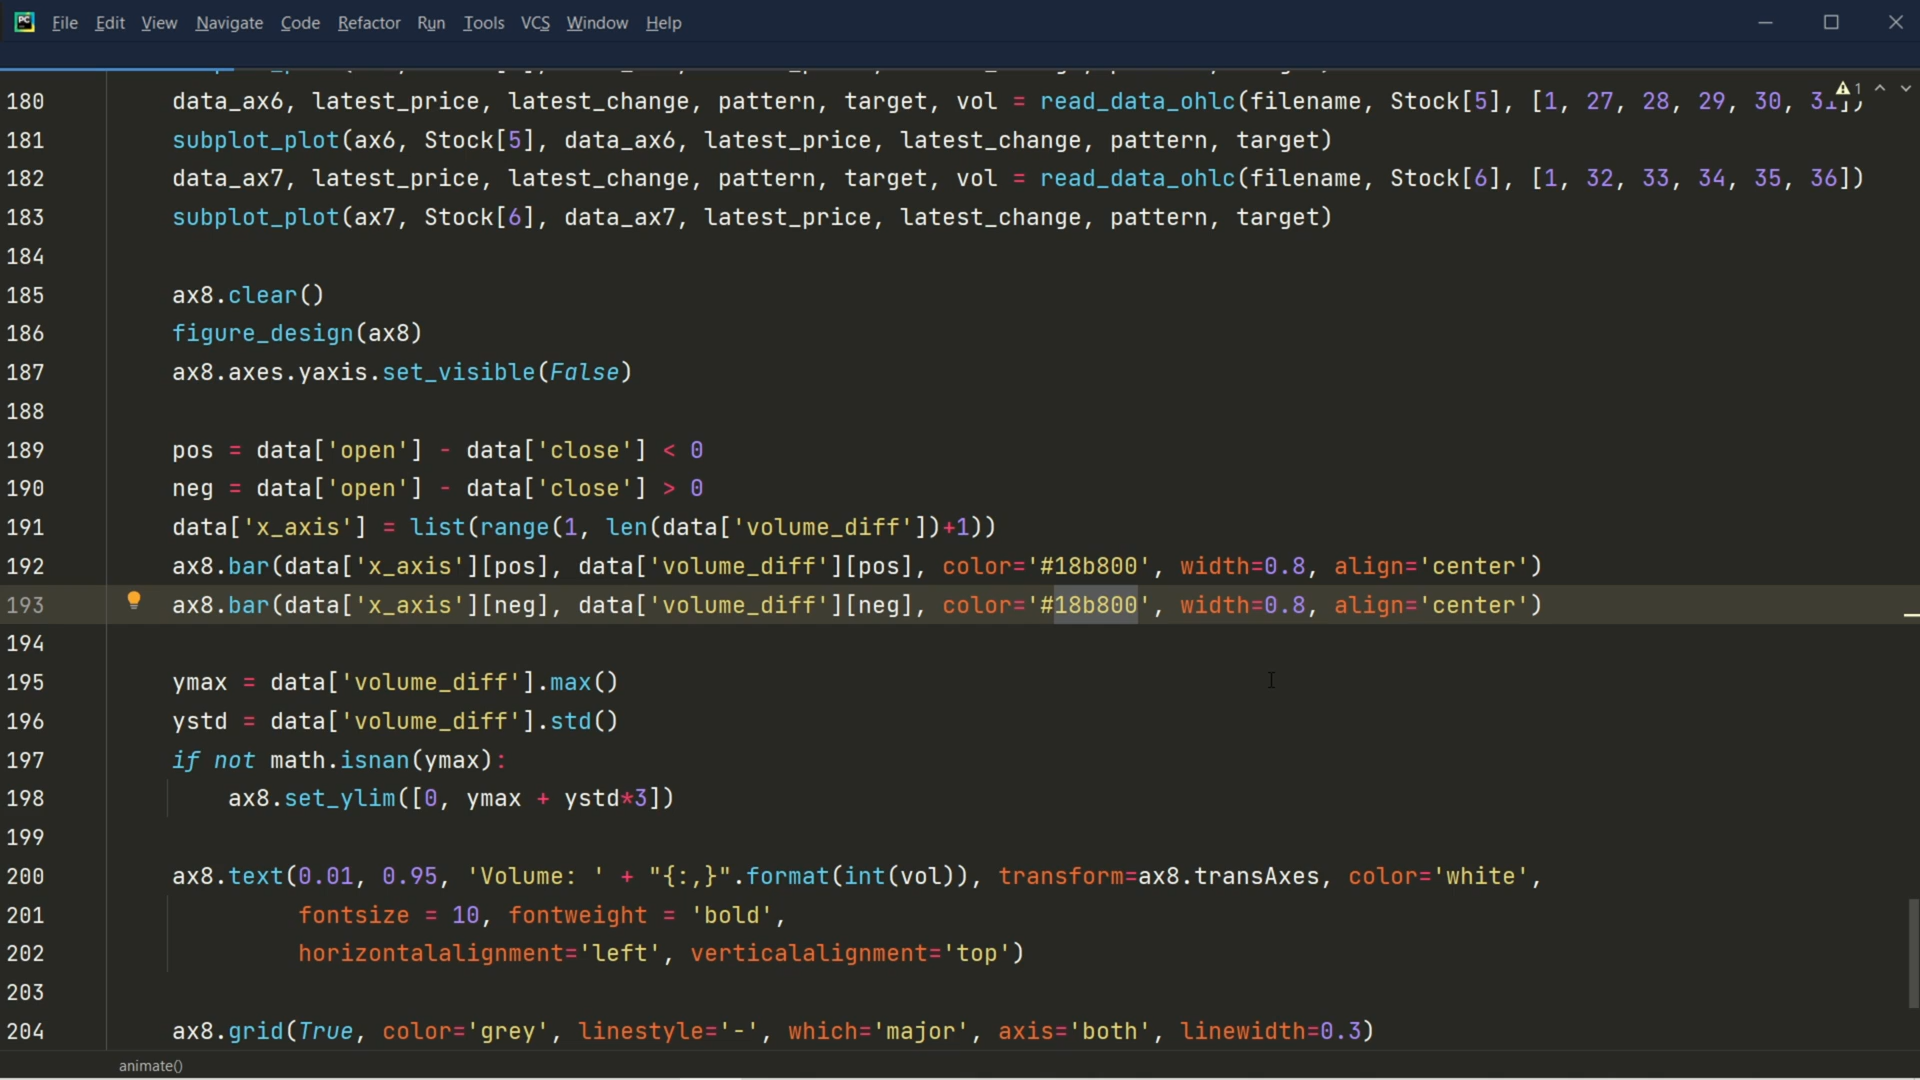 PC File Edit View Navigate Code Refactor Run Tools VCS Window Help
180 data_ax6, latest_price, latest_change, pattern, target, vol = read_data_ohlc(filename, Stock[5], [1, 27, 28, 29, 30, 31])
1
181 subplot_plot(ax6, Stock[5], data_ax6, latest_price, latest_change, pattern, target)
182 data_ax7, latest_price, latest_change, pattern, target, vol = read_data_ohlc(filename, Stock[6], [1, 32, 33, 34, 35, 36])
183 subplot_plot(ax7, Stock[6], data_ax7, latest_price, latest_change, pattern, target)
184
185 ax8.clear()
186 figure_design(ax8)
187 ax8.axes.yaxis.set_visible(False)
188
189 pos = data['open'] - data['close'] < 0
190 neg = data['open'] - data['close'] > 0
191 data['x_axis'] = list(range(1, len(data['volume_diff'])+1))
192 ax8.bar(data['x_axis'][pos], data['volume_diff'][pos], color='#18b800', width=0.8, align='center')
193 ax8.bar(data['x_axis'][neg], data['volume_diff'][neg], color='#18b800', width=0.8, align='center')
194
195 ymax = data['volume_diff'].max()
196 ystd = data['volume_diff'].std()
197 if not math.isnan(ymax):
198 ax8.set_ylim([0, ymax + ystd*3])
199
200 ax8.text(0.01, 0.95, 'Volume: ' + "{:,}".format(int(vol)), transform=ax8.transAxes, color='white',
201 fontsize = 10, fontweight = 'bold',
202 horizontalalignment='left', verticalalignment='top')
203
204 ax8.grid(True, color='grey', linestyle='-', which='major', axis='both', linewidth=0.3)
animate()